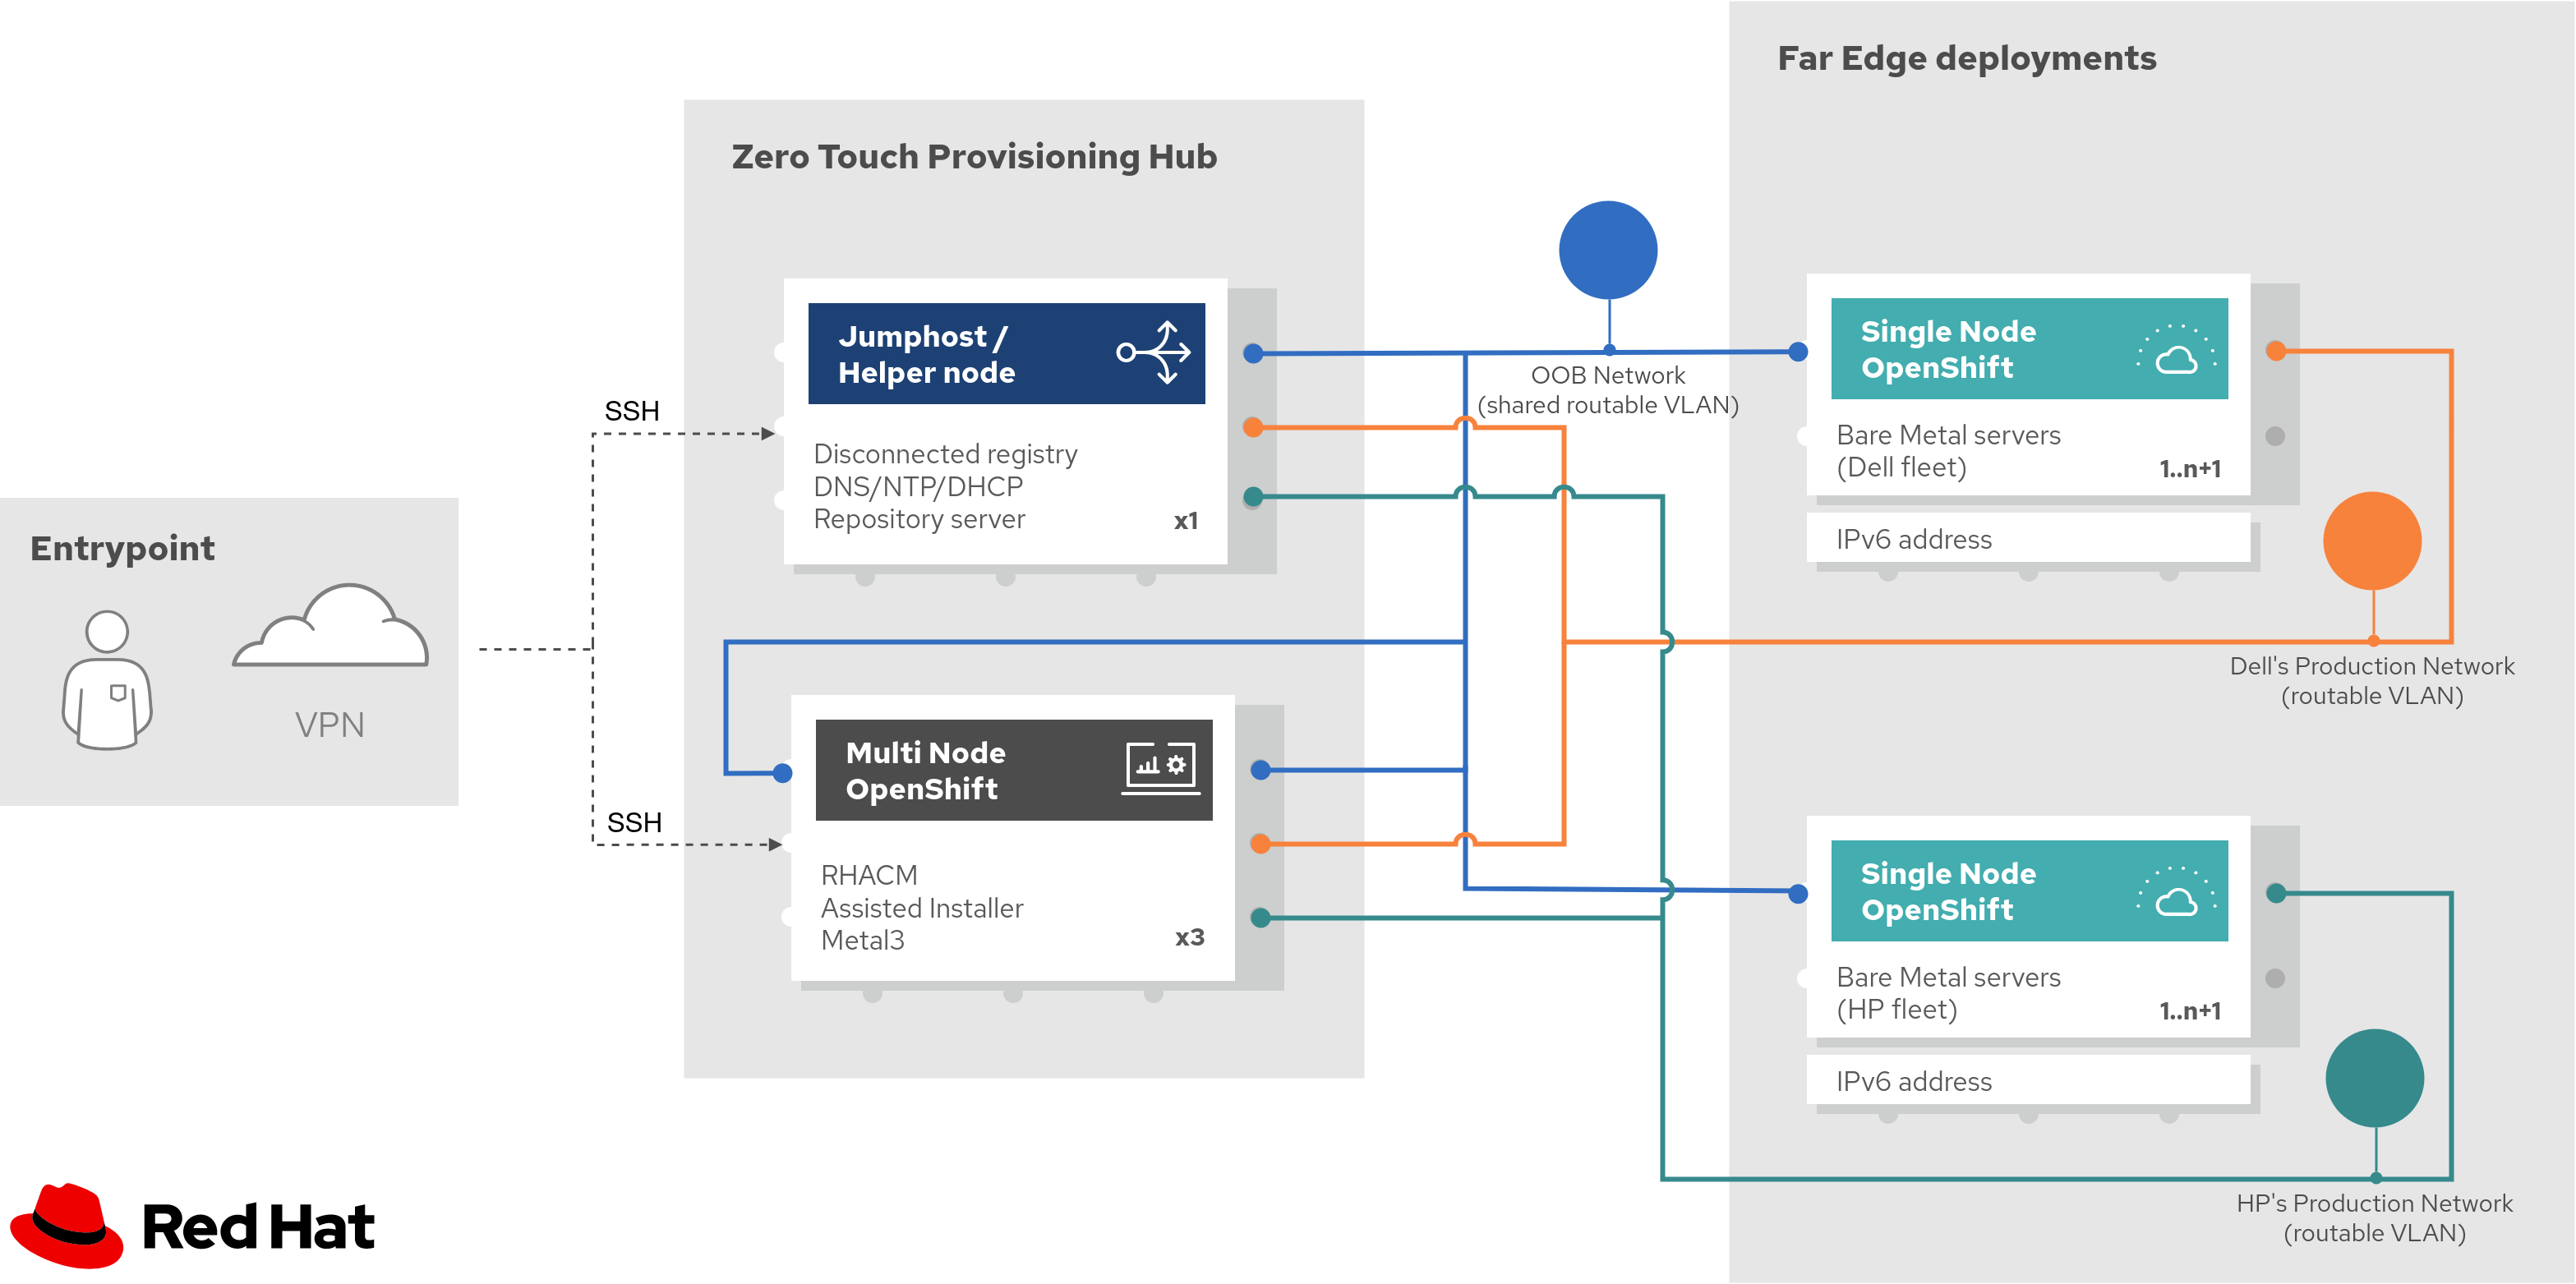 Far Edge deployments
Zero Touch Provisioning Hub
Jumphost /
Helper node
Disconnected registry
DNS/NTP/DHCP
Repository server
x1
SSH
Entrypoint
VPN
SSH
Multi Node
OpenShift
RHACM
Assisted Installer
Metal3
x3
OOB Network
(shared routable VLAN)
Single Node
OpenShift
Bare Metal servers
(Dell fleet)
1..n+1
IPv6 address
Dell's Production Network
(routable VLAN)
Single Node
OpenShift
Bare Metal servers
(HP fleet)
1..n+1
IPv6 address
HP's Production Network
(routable VLAN)
Red Hat